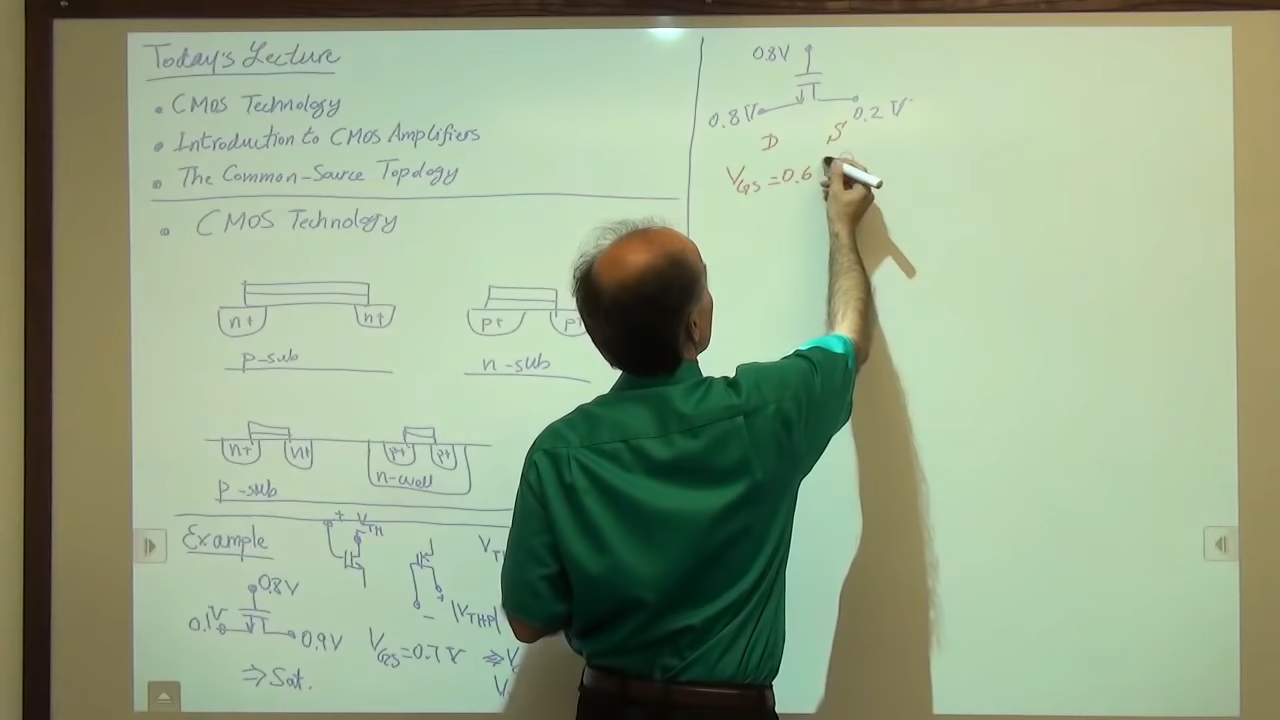 Today's Lecture
• CMOS Technology
• Introduction to CMOS Amplifiers
• The Common-Source Topology
• CMOS Technology
n+ n+
p-sub
p+ p+
n-sub
n+ n+ p+ p+
n-well
p-sub
Example
+ VTH
0.8V
0.1V
0.9V
⇒ Sat.
|VTHP|
–
+
VGS=0.7V ⇒
0.8V
0.8V
0.2V
D S
VGS=0.6